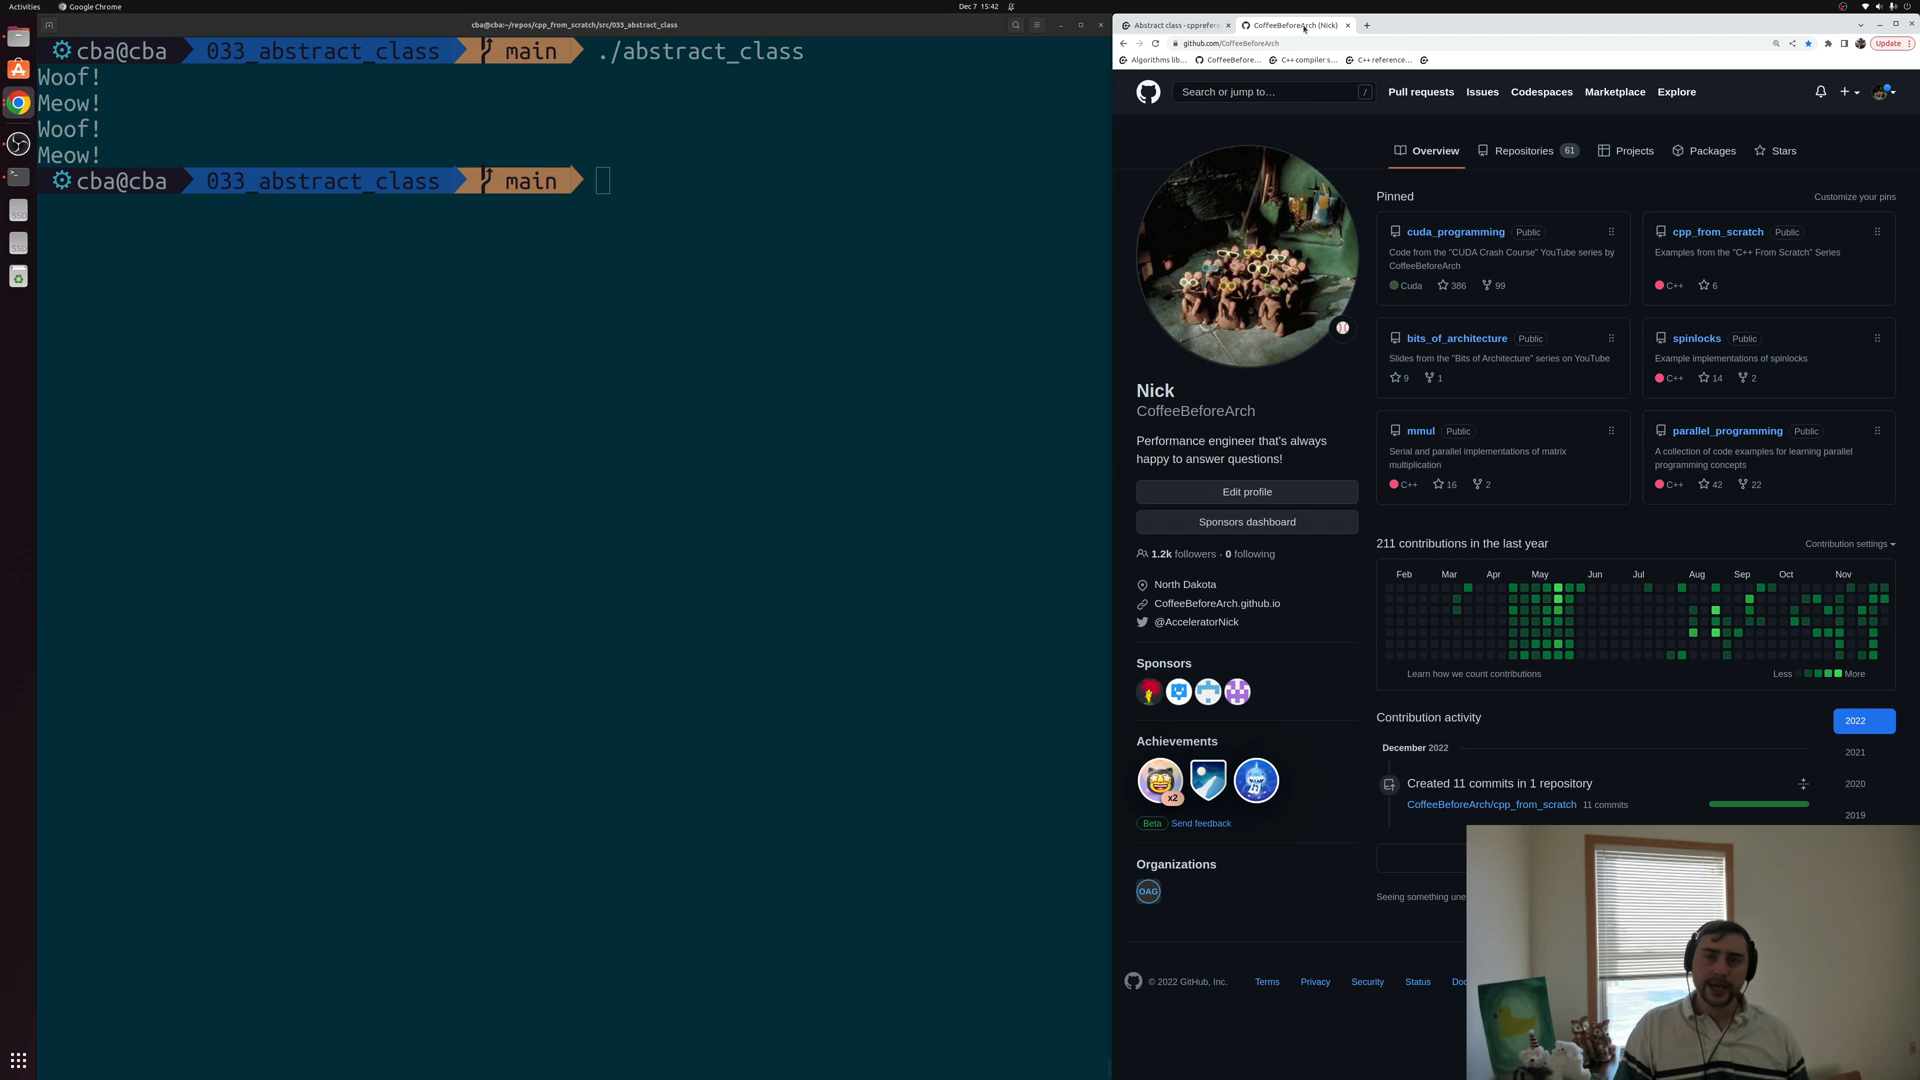 Activities
Google Chrome
Dec 7 15:42
cba@cba:~/repos/cpp_from_scratch/src/033_abstract_class
cba@cba 033_abstract_class main ./abstract_class
Woof!
Meow!
Woof!
Meow!
cba@cba 033_abstract_class main
SSD
SSD
Abstract class - cpprefere
CoffeeBeforeArch (Nick)
github.com/CoffeeBeforeArch
Update
Algorithms lib...
CoffeeBefore...
C++ compiler s...
C++ reference...
Search or jump to...
/
Pull requests
Issues
Codespaces
Marketplace
Explore
Overview
Repositories 61
Projects
Packages
Stars
Nick
CoffeeBeforeArch
Performance engineer that's always
happy to answer questions!
Edit profile
Sponsors dashboard
1.2k followers · 0 following
North Dakota
CoffeeBeforeArch.github.io
@AcceleratorNick
Sponsors
Achievements
x2
Beta Send feedback
Organizations
OAG
Pinned
Customize your pins
cuda_programming Public
Code from the "CUDA Crash Course" YouTube series by
CoffeeBeforeArch
Cuda 386 99
cpp_from_scratch Public
Examples from the "C++ From Scratch" Series
C++ 6
bits_of_architecture Public
Slides from the "Bits of Architecture" series on YouTube
9 1
spinlocks Public
Example implementations of spinlocks
C++ 14 2
mmul Public
Serial and parallel implementations of matrix
multiplication
C++ 16 2
parallel_programming Public
A collection of code examples for learning parallel
programming concepts
C++ 42 22
211 contributions in the last year
Contribution settings
Feb Mar Apr May Jun Jul Aug Sep Oct Nov
Learn how we count contributions
Less More
Contribution activity
2022
2021
2020
2019
December 2022
Created 11 commits in 1 repository
CoffeeBeforeArch/cpp_from_scratch 11 commits
Seeing something une
© 2022 GitHub, Inc.
Terms
Privacy
Security
Status
Doc